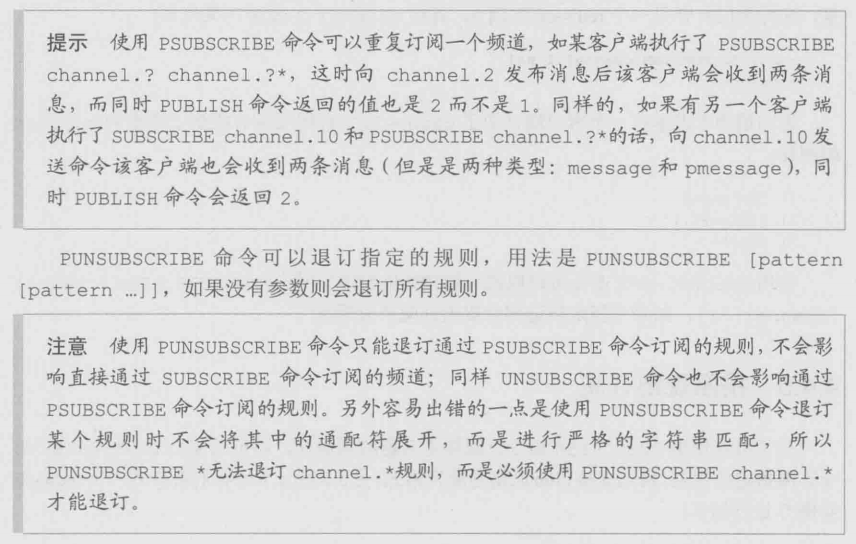 提示 使用 PSUBSCRIBE 命令可以重复订阅一个频道，如某客户端执行了 PSUBSCRIBE
channel.? channel.?*，这时向 channel.2 发布消息后该客户端会收到两条消
息，而同时 PUBLISH 命令返回的值也是 2 而不是 1。同样的，如果有另一个客户端
执行了 SUBSCRIBE channel.10 和 PSUBSCRIBE channel.?*的话，向 channel.10 发
送命令该客户端也会收到两条消息（但是是两种类型：message 和 pmessage），同
时 PUBLISH 命令会返回 2。
PUNSUBSCRIBE 命令可以退订指定的规则，用法是 PUNSUBSCRIBE [pattern
[pattern …]]，如果没有参数则会退订所有规则。
注意 使用 PUNSUBSCRIBE 命令只能退订通过 PSUBSCRIBE 命令订阅的规则，不会影
响直接通过 SUBSCRIBE 命令订阅的频道；同样 UNSUBSCRIBE 命令也不会影响通过
PSUBSCRIBE 命令订阅的规则。另外容易出错的一点是使用 PUNSUBSCRIBE 命令退订
某个规则时不会将其中的通配符展开，而是进行严格的字符串匹配，所以
PUNSUBSCRIBE *无法退订 channel.*规则，而是必须使用 PUNSUBSCRIBE channel.*
才能退订。